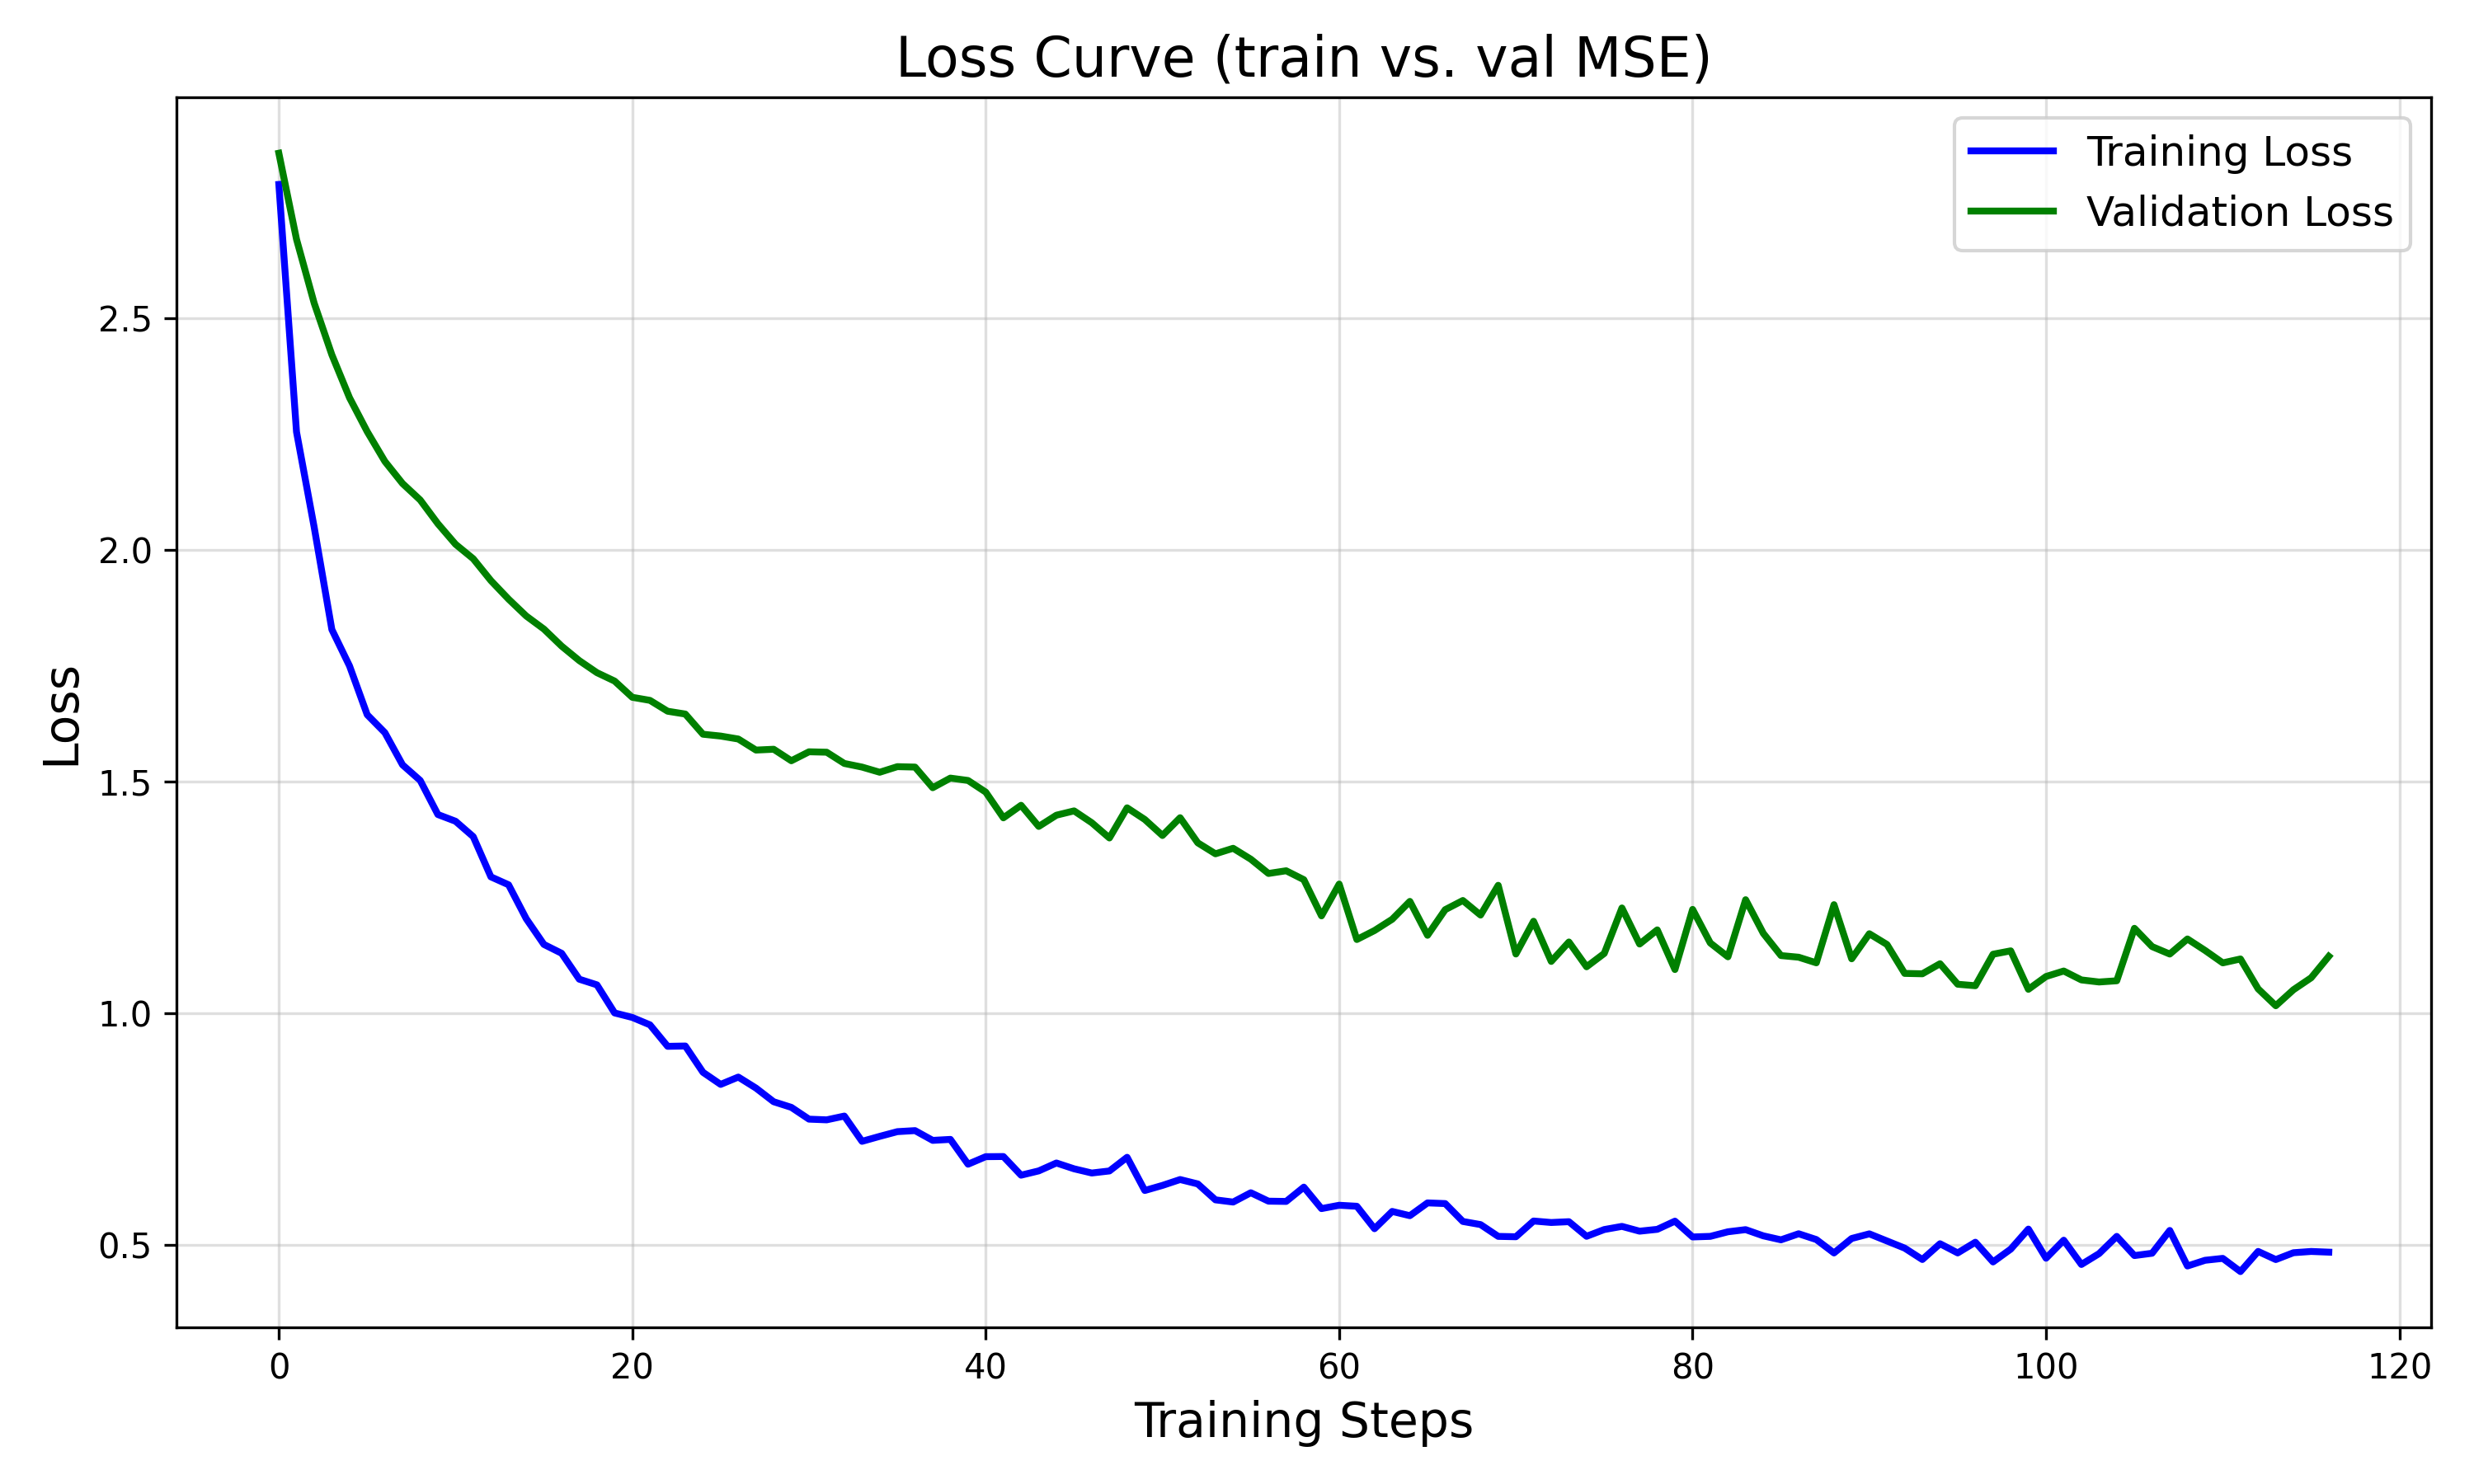 Loss Curve (train vs. val MSE)
Training Loss
Validation Loss
2.5
2.0
1.5
1.0
0.5
Loss
0 20 40 60 80 100 120
Training Steps